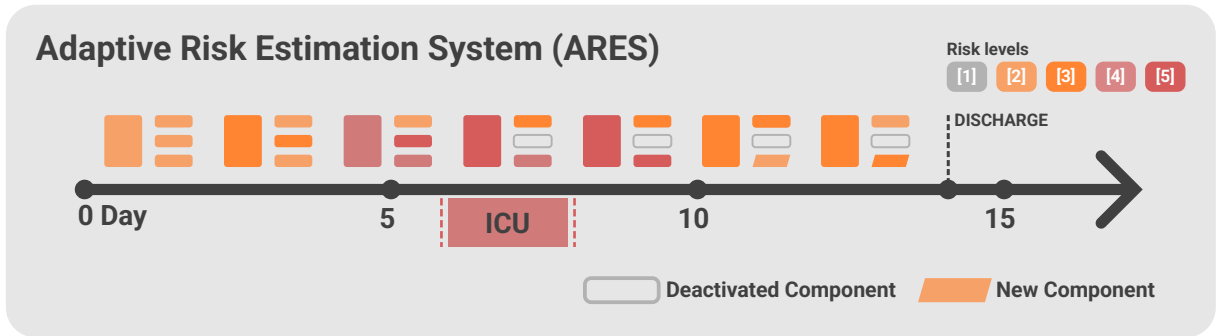 Adaptive Risk Estimation System (ARES)
Risk levels
[1] [2] [3] [4] [5]
DISCHARGE
0 Day 5 10 15
ICU
Deactivated Component New Component